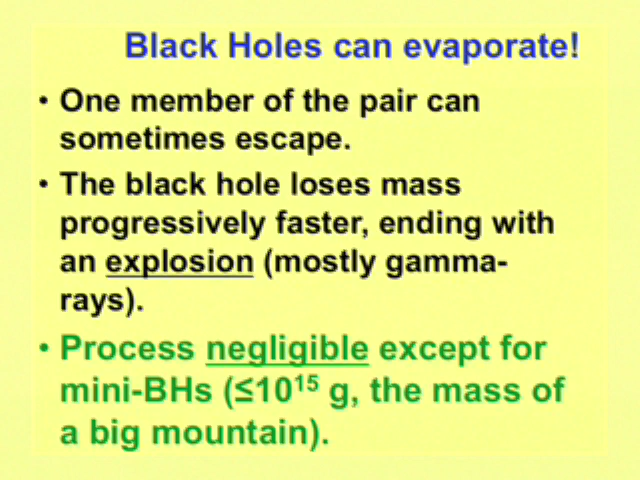 Black Holes can evaporate!
• One member of the pair can
sometimes escape.
• The black hole loses mass
progressively faster, ending with
an explosion (mostly gamma-
rays).
• Process negligible except for
mini-BHs (≤10¹⁵ g, the mass of
a big mountain).